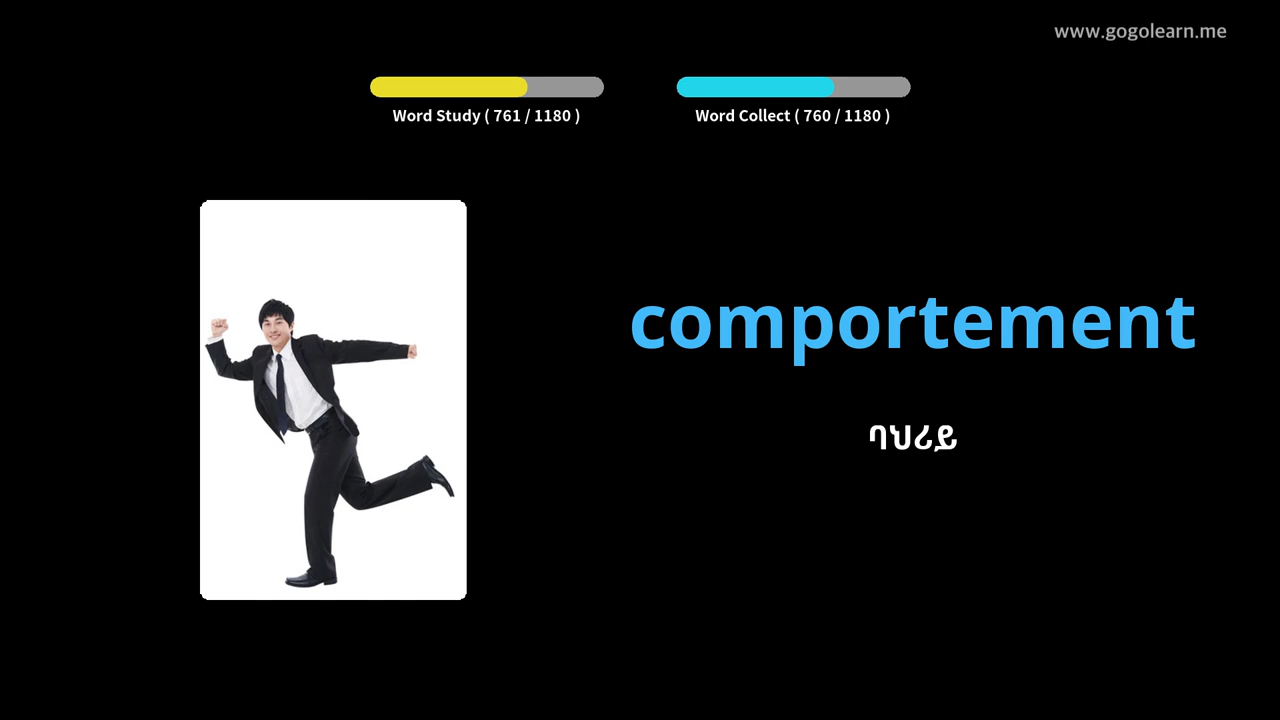 www.gogolearn.me
Word Study ( 761 / 1180 )
Word Collect ( 760 / 1180 )
comportement
ባህሪይ